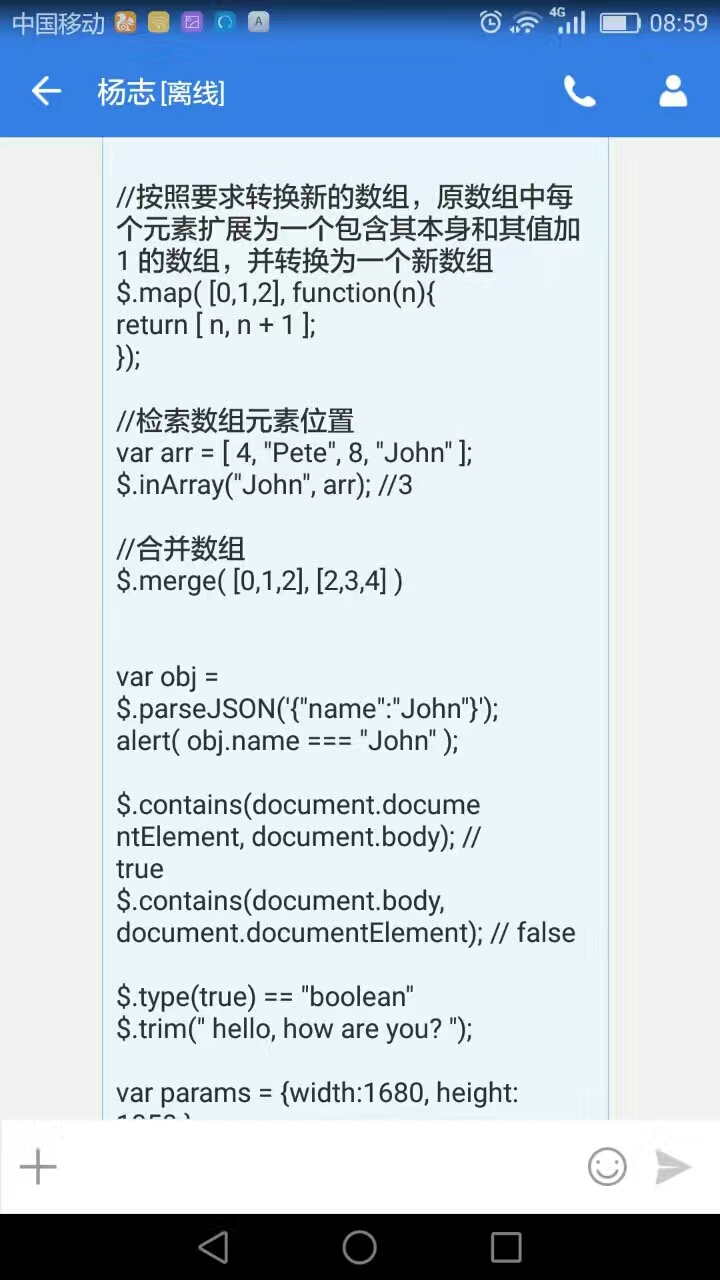 中国移动
A
4G
08:59
杨志[离线]
//按照要求转换新的数组，原数组中每
个元素扩展为一个包含其本身和其值加
1 的数组，并转换为一个新数组
$.map( [0,1,2], function(n){
return [ n, n + 1 ];
});
//检索数组元素位置
var arr = [ 4, "Pete", 8, "John" ];
$.inArray("John", arr); //3
//合并数组
$.merge( [0,1,2], [2,3,4] )
var obj =
$.parseJSON('{"name":"John"}');
alert( obj.name === "John" );
$.contains(document.docume
ntElement, document.body); //
true
$.contains(document.body,
document.documentElement); // false
$.type(true) == "boolean"
$.trim(" hello, how are you? ");
var params = {width:1680, height: